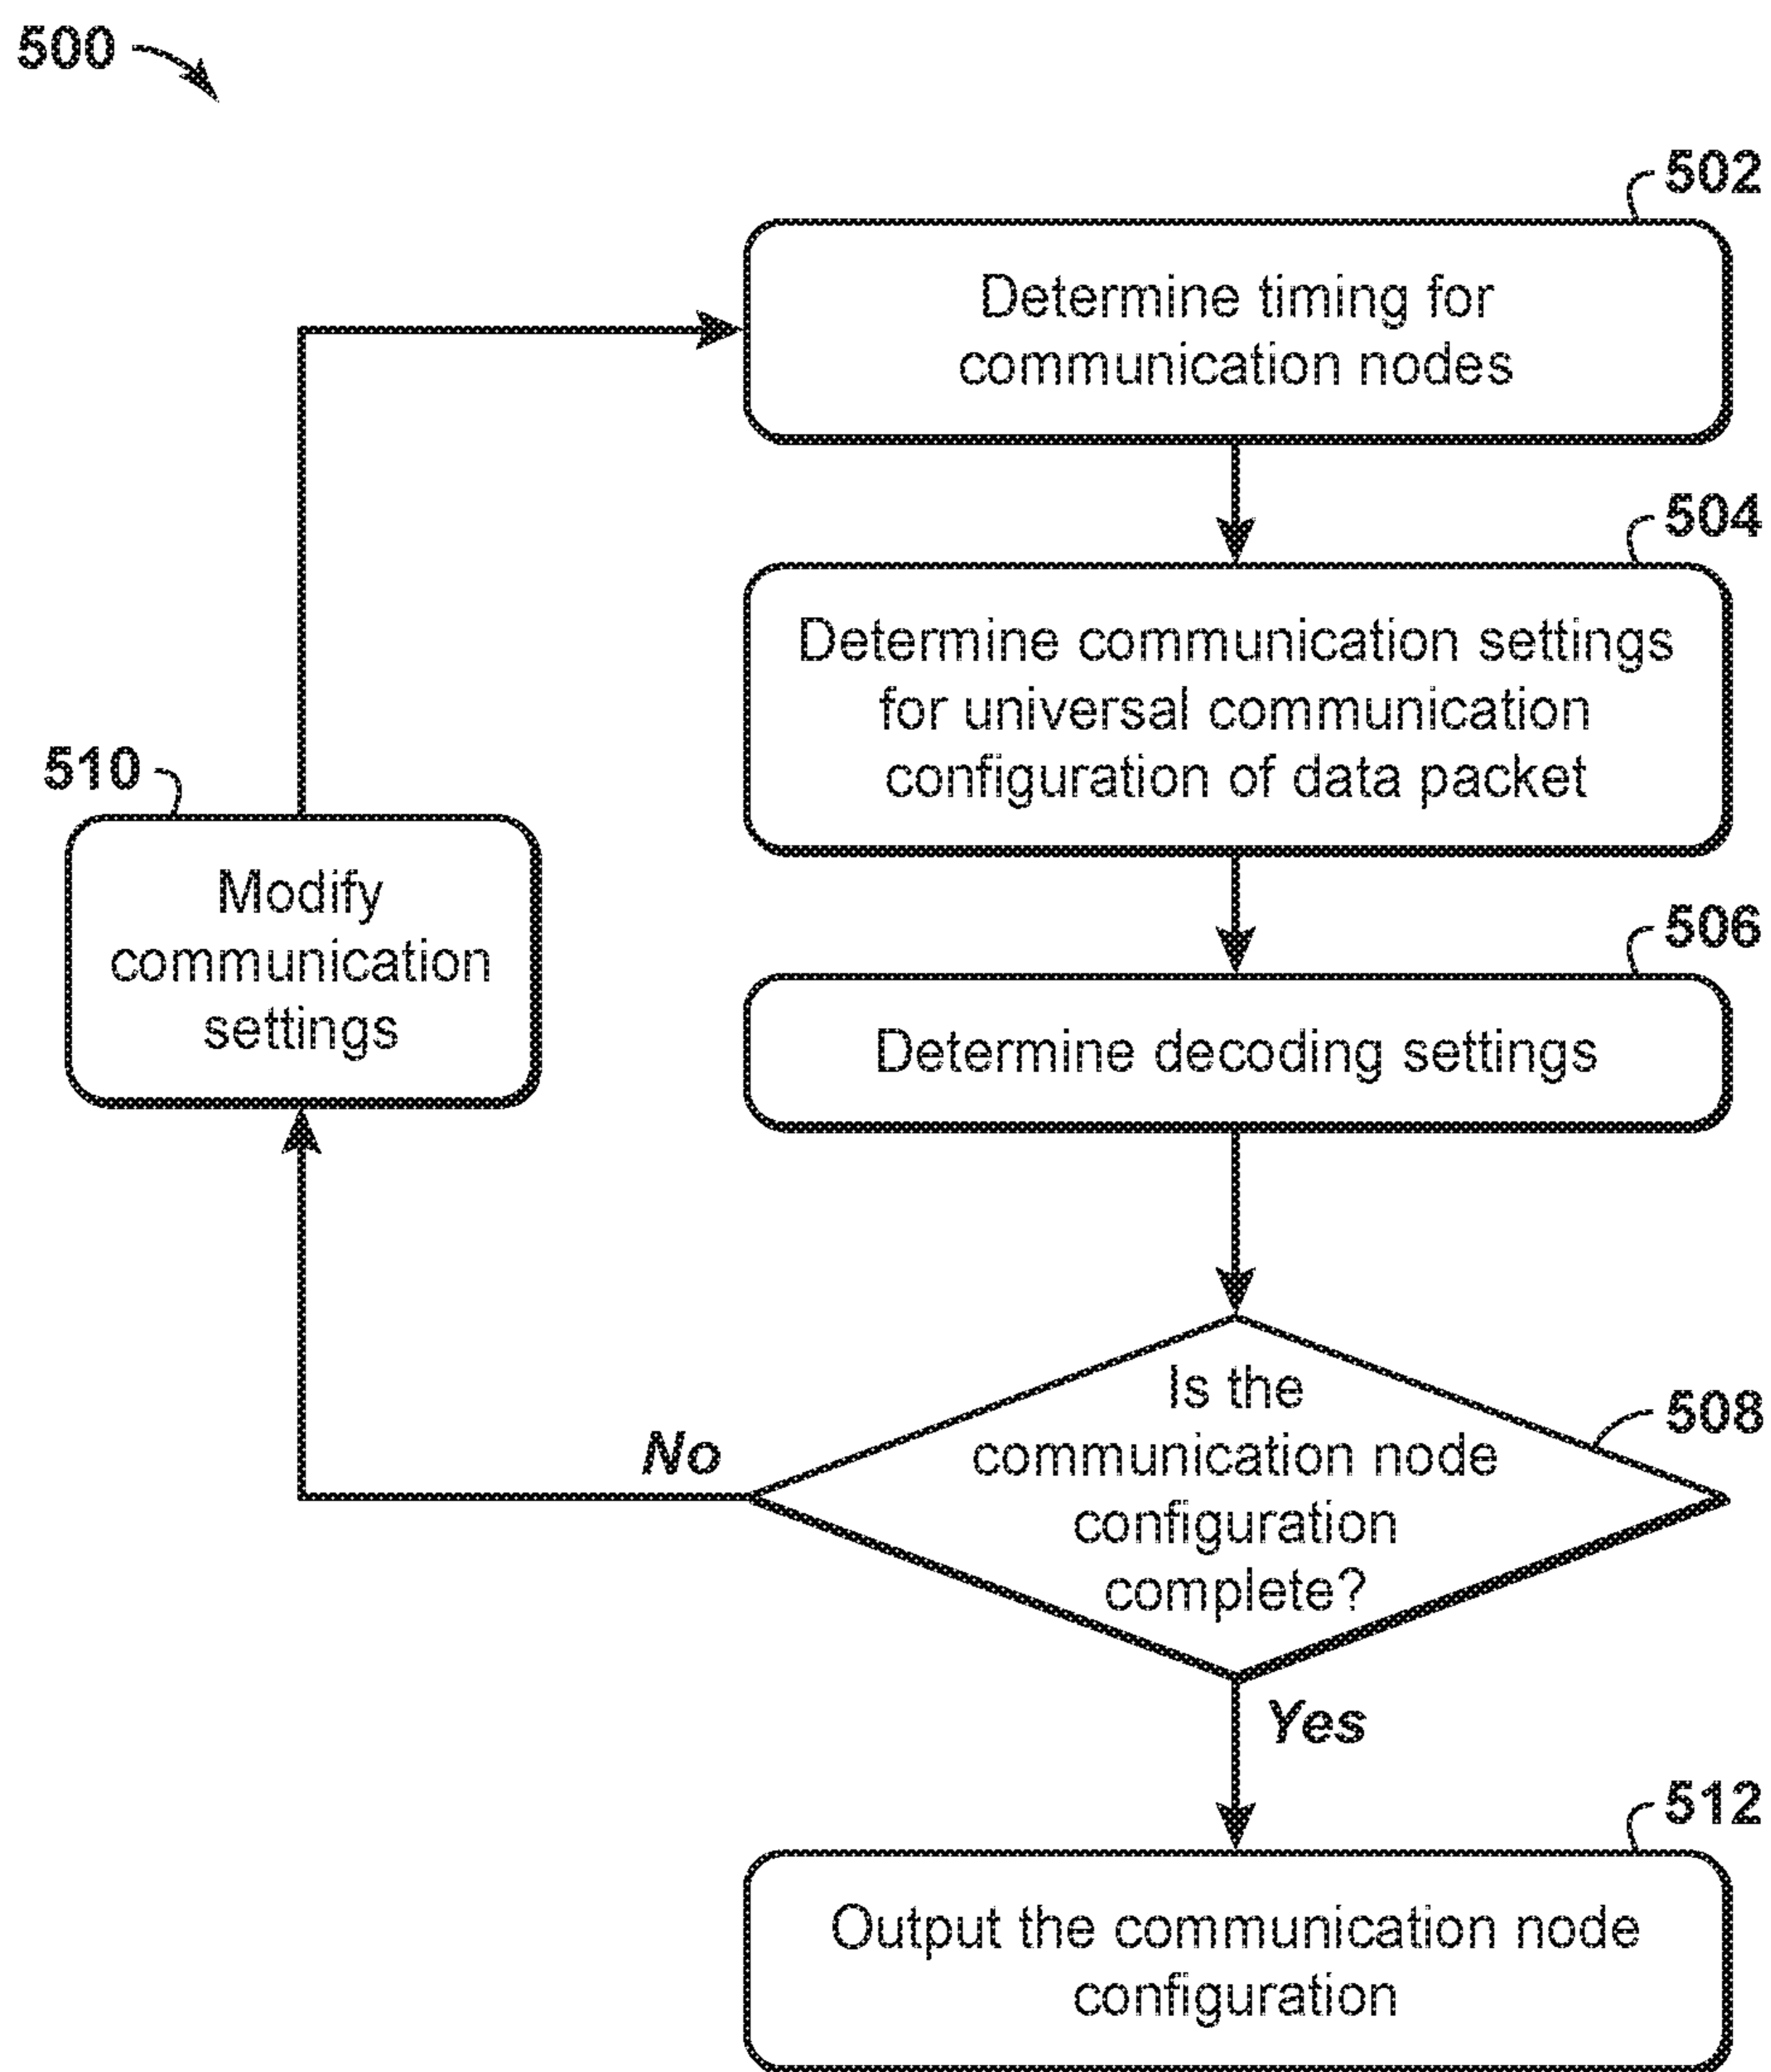 500
502
Determine timing for
communication nodes
504
Determine communication settings
for universal communication
configuration of data packet
510
Modify
communication
settings
506
Determine decoding settings
508
Is the
communication node
configuration
complete?
No
Yes
512
Output the communication node
configuration